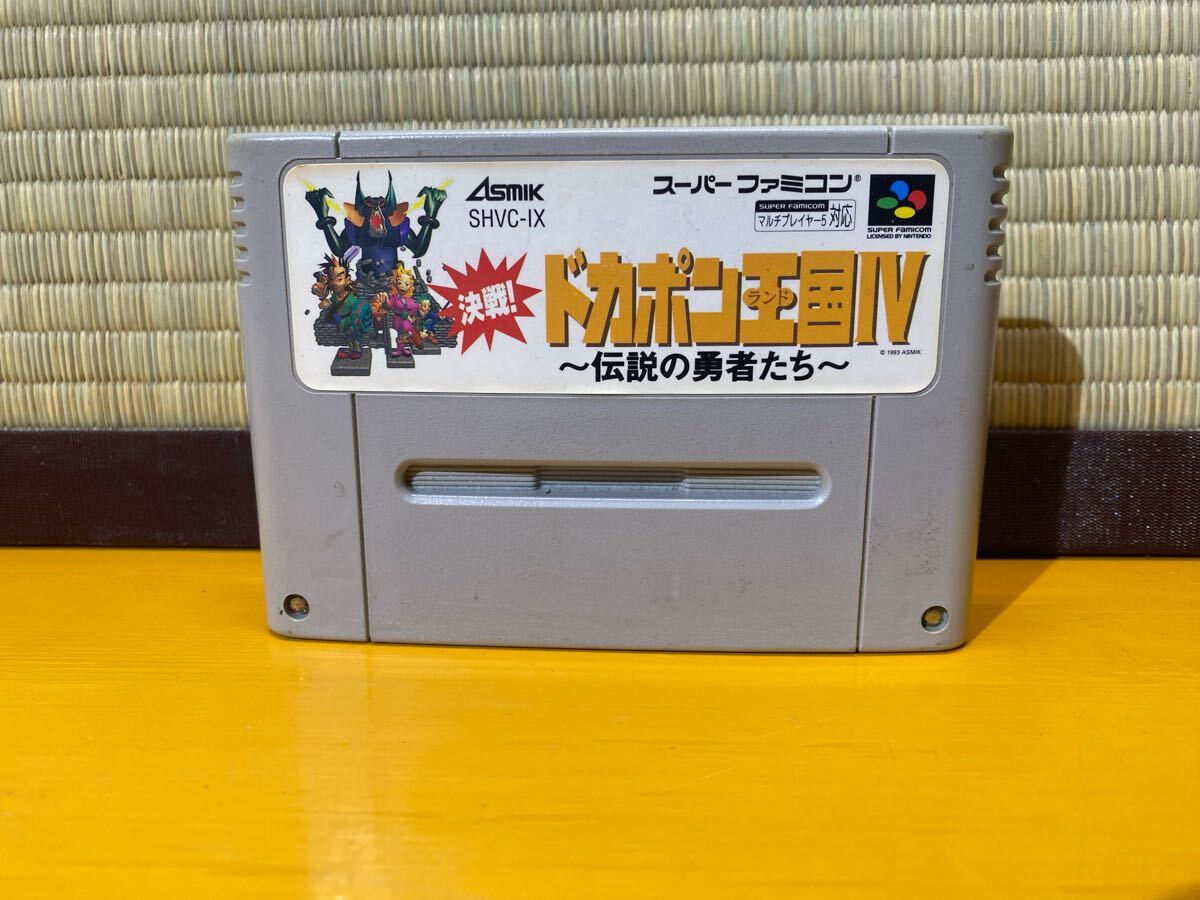 ASMIK
SHVC-IX
スーパーファミコン®
SUPER FAMICOM
マルチプレイヤー5 対応
SUPER FAMICOM
LICENSED BY NINTENDO
決戦!
ドカポン王国IV
ランド
～伝説の勇者たち～
© 1993 ASMIK